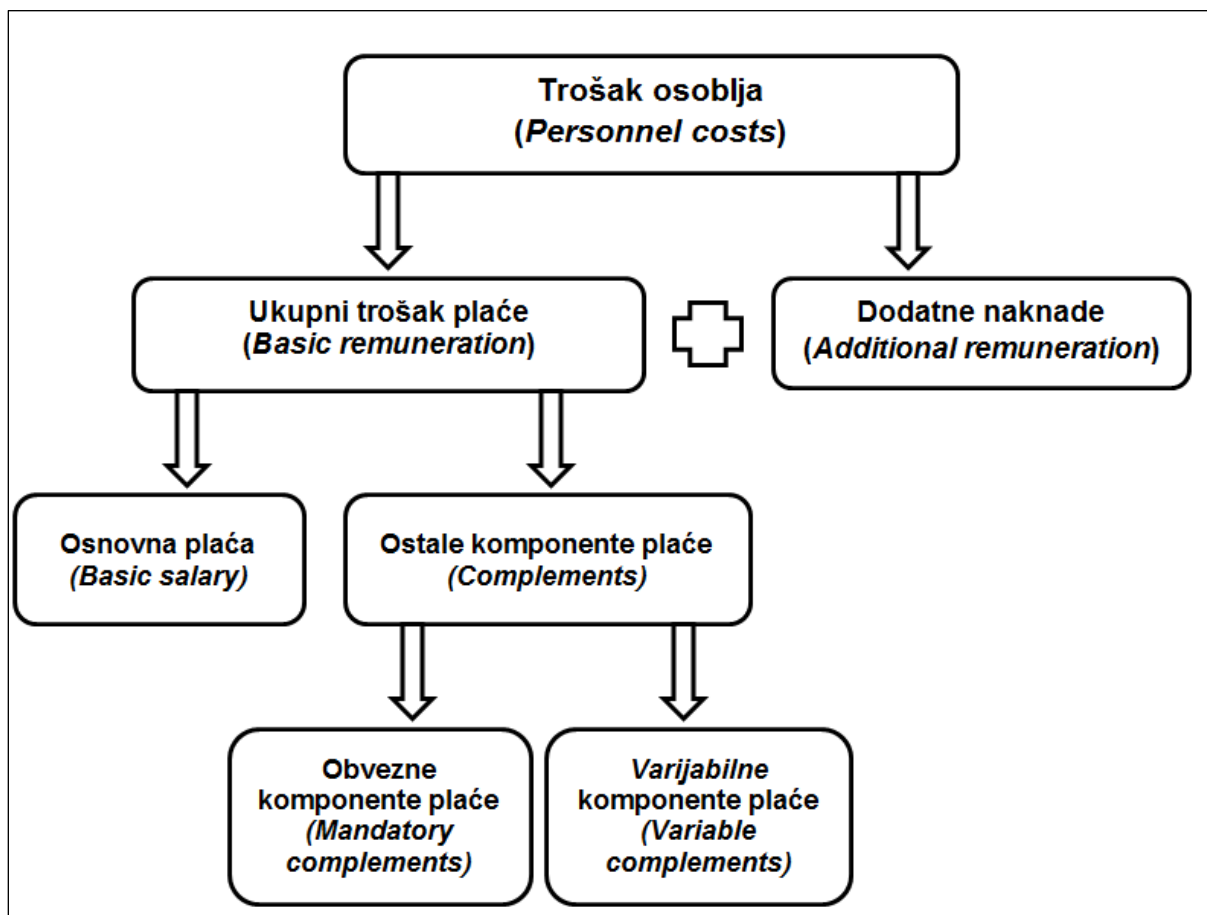 Trošak osoblja
(Personnel costs)
Ukupni trošak plaće
(Basic remuneration)
Dodatne naknade
(Additional remuneration)
Osnovna plaća
(Basic salary)
Ostale komponente plaće
(Complements)
Obvezne
komponente plaće
(Mandatory
complements)
Varijabilne
komponente plaće
(Variable
complements)